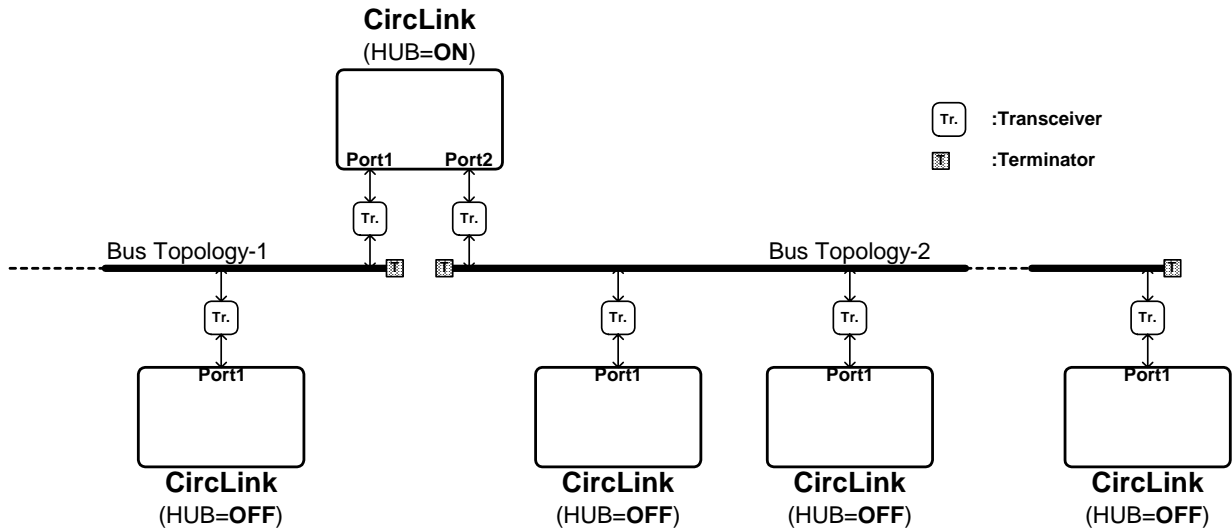 CircLink
(HUB=ON)
Port1 Port2
Tr. :Transceiver
T :Terminator
Tr. Tr.
Bus Topology-1 Bus Topology-2
T T T
Tr. Tr. Tr. Tr.
Port1 Port1 Port1 Port1
CircLink CircLink CircLink CircLink
(HUB=OFF) (HUB=OFF) (HUB=OFF) (HUB=OFF)